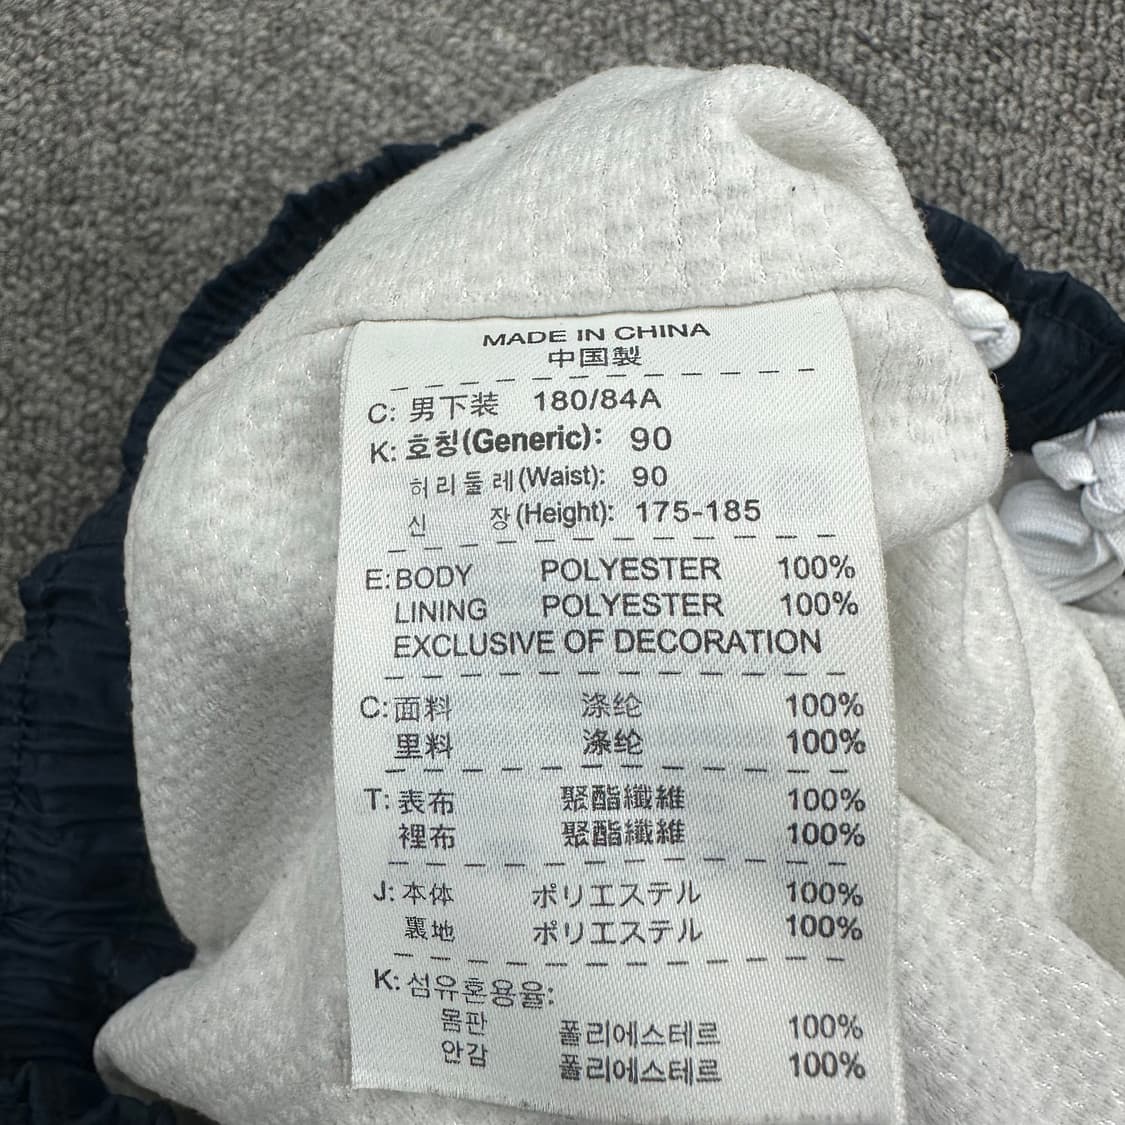 MADE IN CHINA
中国製
C: 男下装 180/84A
K: 호칭(Generic): 90
허리둘레(Waist): 90
신 장(Height): 175-185
E: BODY POLYESTER 100%
LINING POLYESTER 100%
EXCLUSIVE OF DECORATION
C: 面料 涤纶 100%
里料 涤纶 100%
T: 表布 聚酯纖維 100%
裡布 聚酯纖維 100%
J: 本体 ポリエステル 100%
裏地 ポリエステル 100%
K: 섬유혼용율:
몸판 폴리에스테르 100%
안감 폴리에스테르 100%